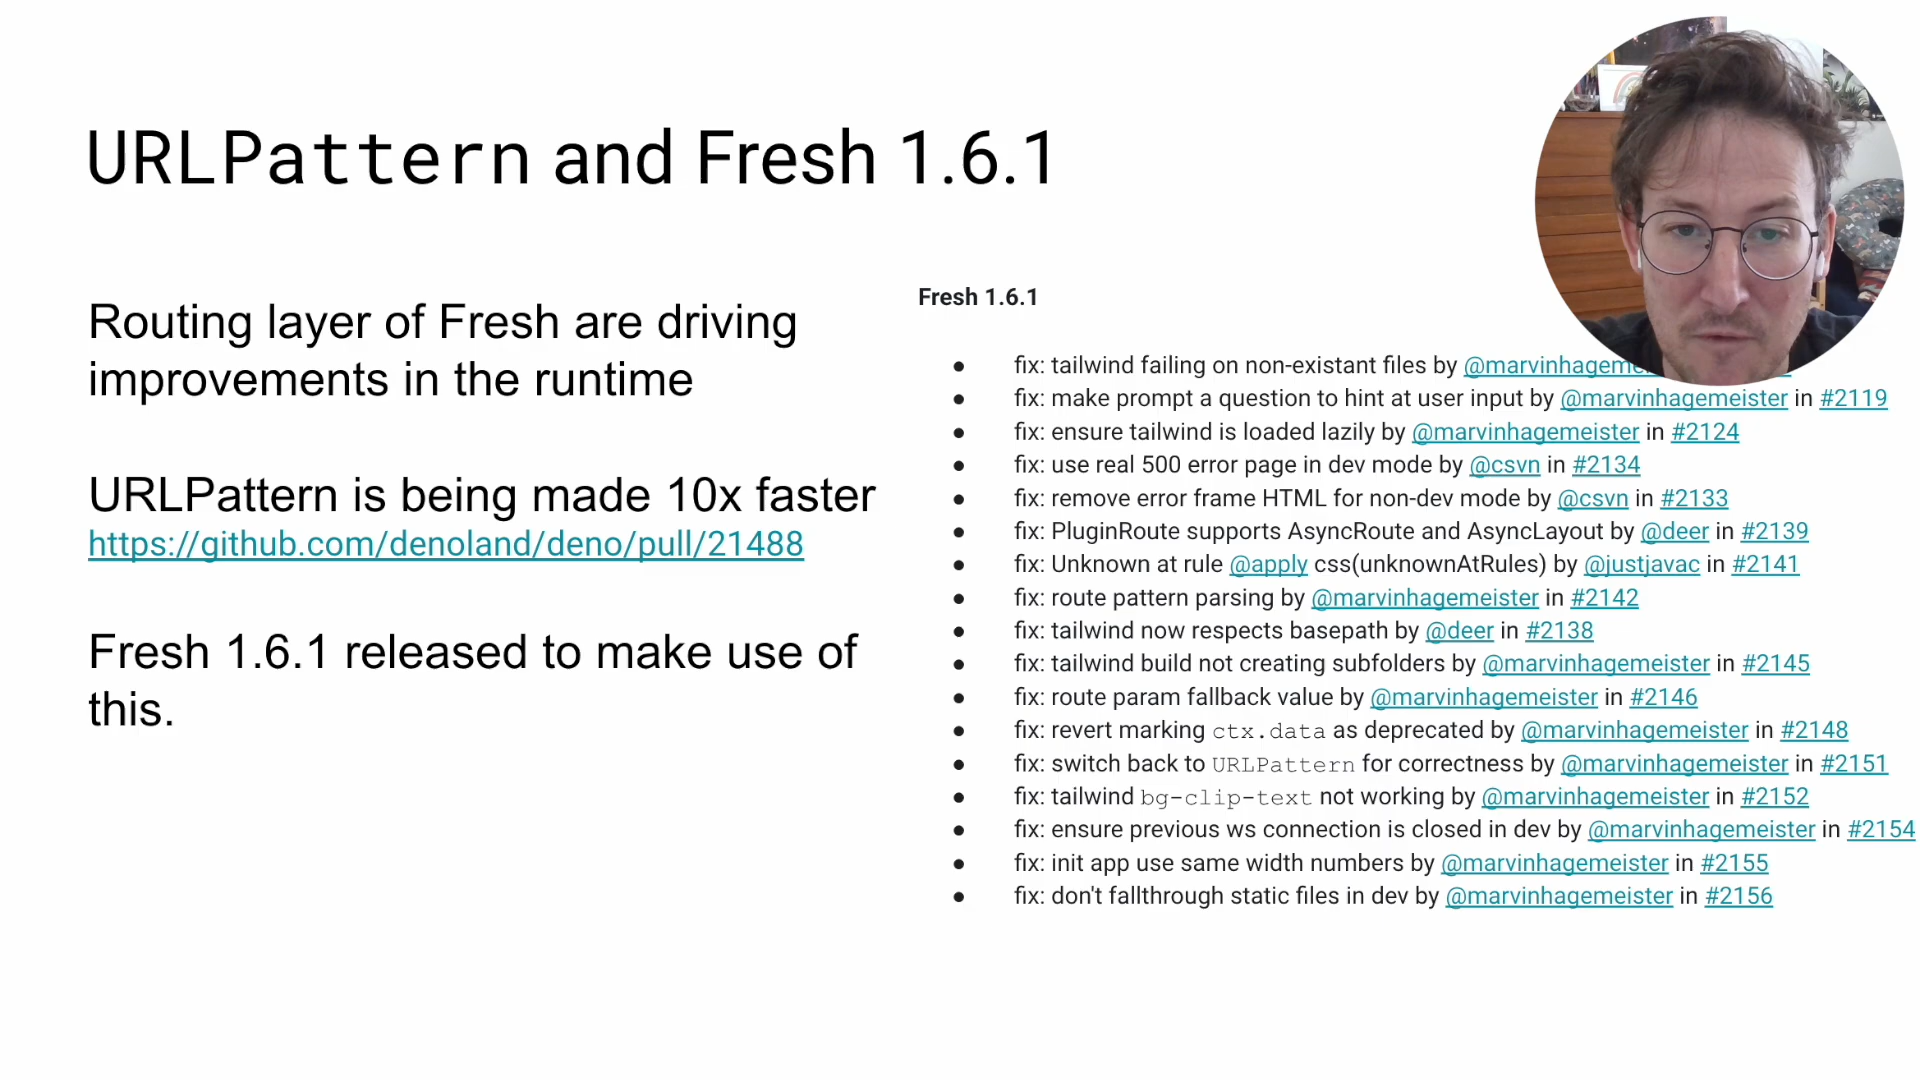 URLPattern and Fresh 1.6.1
Routing layer of Fresh are driving
improvements in the runtime
URLPattern is being made 10x faster
https://github.com/denoland/deno/pull/21488
Fresh 1.6.1 released to make use of
this.
Fresh 1.6.1
● fix: tailwind failing on non-existant files by
● fix: make prompt a question to hint at user input by @marvinhagemeister in #2119
● fix: ensure tailwind is loaded lazily by @marvinhagemeister in #2124
● fix: use real 500 error page in dev mode by @csvn in #2134
● fix: remove error frame HTML for non-dev mode by @csvn in #2133
● fix: PluginRoute supports AsyncRoute and AsyncLayout by @deer in #2139
● fix: Unknown at rule @apply css(unknownAtRules) by @justjavac in #2141
● fix: route pattern parsing by @marvinhagemeister in #2142
● fix: tailwind now respects basepath by @deer in #2138
● fix: tailwind build not creating subfolders by @marvinhagemeister in #2145
● fix: route param fallback value by @marvinhagemeister in #2146
● fix: revert marking ctx.data as deprecated by @marvinhagemeister in #2148
● fix: switch back to URLPattern for correctness by @marvinhagemeister in #2151
● fix: tailwind bg-clip-text not working by @marvinhagemeister in #2152
● fix: ensure previous ws connection is closed in dev by @marvinhagemeister in #2154
● fix: init app use same width numbers by @marvinhagemeister in #2155
● fix: don't fallthrough static files in dev by @marvinhagemeister in #2156